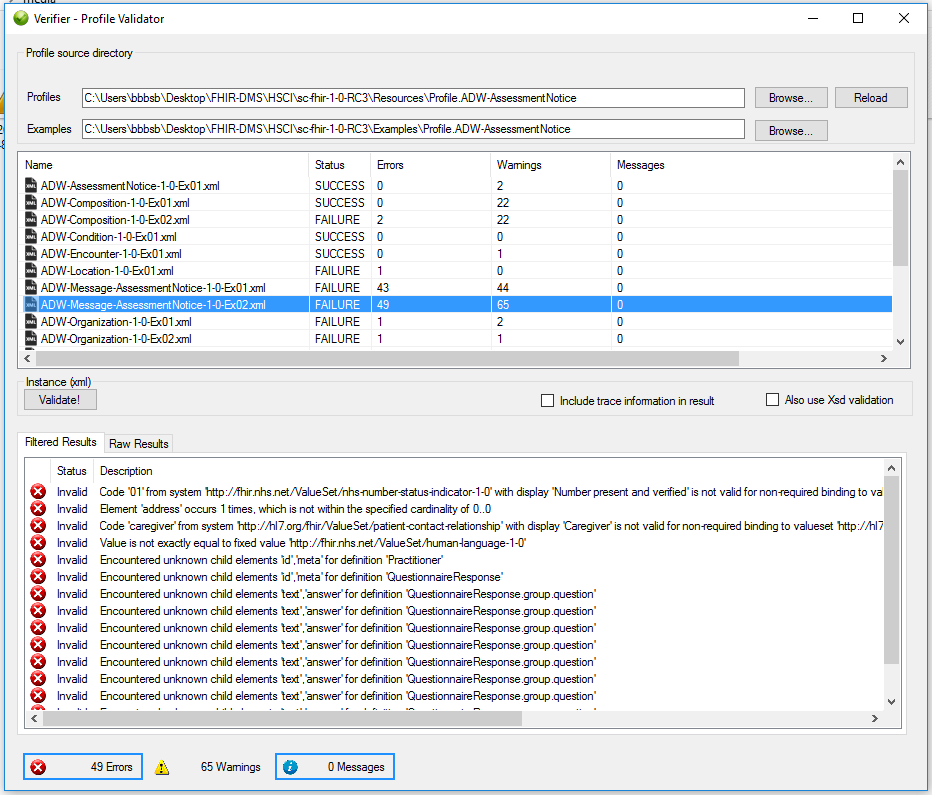 media
Verifier - Profile Validator
Profile source directory
Profiles C:\Users\bbbsb\Desktop\FHIR-DMS\HSCI\sc-fhir-1-0-RC3\Resources\Profile.ADW-AssessmentNotice Browse... Reload
Examples C:\Users\bbbsb\Desktop\FHIR-DMS\HSCI\sc-fhir-1-0-RC3\Examples\Profile.ADW-AssessmentNotice Browse...
Name Status Errors Warnings Messages
ADW-AssessmentNotice-1-0-Ex01.xml SUCCESS 0 2 0
ADW-Composition-1-0-Ex01.xml SUCCESS 0 22 0
ADW-Composition-1-0-Ex02.xml FAILURE 2 22 0
ADW-Condition-1-0-Ex01.xml SUCCESS 0 0 0
ADW-Encounter-1-0-Ex01.xml SUCCESS 0 1 0
ADW-Location-1-0-Ex01.xml FAILURE 1 0 0
ADW-Message-AssessmentNotice-1-0-Ex01.xml FAILURE 43 44 0
ADW-Message-AssessmentNotice-1-0-Ex02.xml FAILURE 49 65 0
ADW-Organization-1-0-Ex01.xml FAILURE 1 2 0
ADW-Organization-1-0-Ex02.xml FAILURE 1 1 0
Instance (xml)
Validate! Include trace information in result Also use Xsd validation
Filtered Results Raw Results
Status Description
Invalid Code '01' from system 'http://fhir.nhs.net/ValueSet/nhs-number-status-indicator-1-0' with display 'Number present and verified' is not valid for non-required binding to val
Invalid Element 'address' occurs 1 times, which is not within the specified cardinality of 0..0
Invalid Code 'caregiver' from system 'http://hl7.org/fhir/ValueSet/patient-contact-relationship' with display 'Caregiver' is not valid for non-required binding to valueset 'http://hl7
Invalid Value is not exactly equal to fixed value 'http://fhir.nhs.net/ValueSet/human-language-1-0'
Invalid Encountered unknown child elements 'id','meta' for definition 'Practitioner'
Invalid Encountered unknown child elements 'id','meta' for definition 'QuestionnaireResponse'
Invalid Encountered unknown child elements 'text','answer' for definition 'QuestionnaireResponse.group.question'
Invalid Encountered unknown child elements 'text','answer' for definition 'QuestionnaireResponse.group.question'
Invalid Encountered unknown child elements 'text','answer' for definition 'QuestionnaireResponse.group.question'
Invalid Encountered unknown child elements 'text','answer' for definition 'QuestionnaireResponse.group.question'
Invalid Encountered unknown child elements 'text','answer' for definition 'QuestionnaireResponse.group.question'
Invalid Encountered unknown child elements 'text','answer' for definition 'QuestionnaireResponse.group.question'
Invalid Encountered unknown child elements 'text','answer' for definition 'QuestionnaireResponse.group.question'
49 Errors 65 Warnings 0 Messages